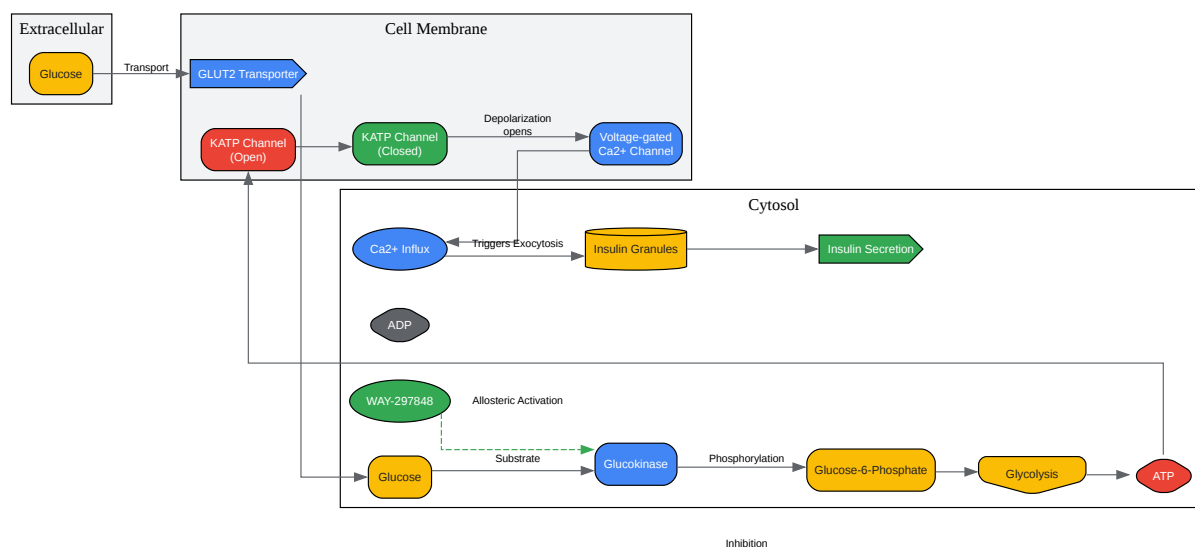 Extracellular
Cell Membrane
Glucose
Transport
GLUT2 Transporter
KATP Channel
(Open)
KATP Channel
(Closed)
Depolarization
opens
Voltage-gated
Ca2+ Channel
Cytosol
Ca2+ Influx
Triggers Exocytosis
Insulin Granules
Insulin Secretion
ADP
WAY-297848
Allosteric Activation
Glucose
Substrate
Glucokinase
Phosphorylation
Glucose-6-Phosphate
Glycolysis
ATP
Inhibition